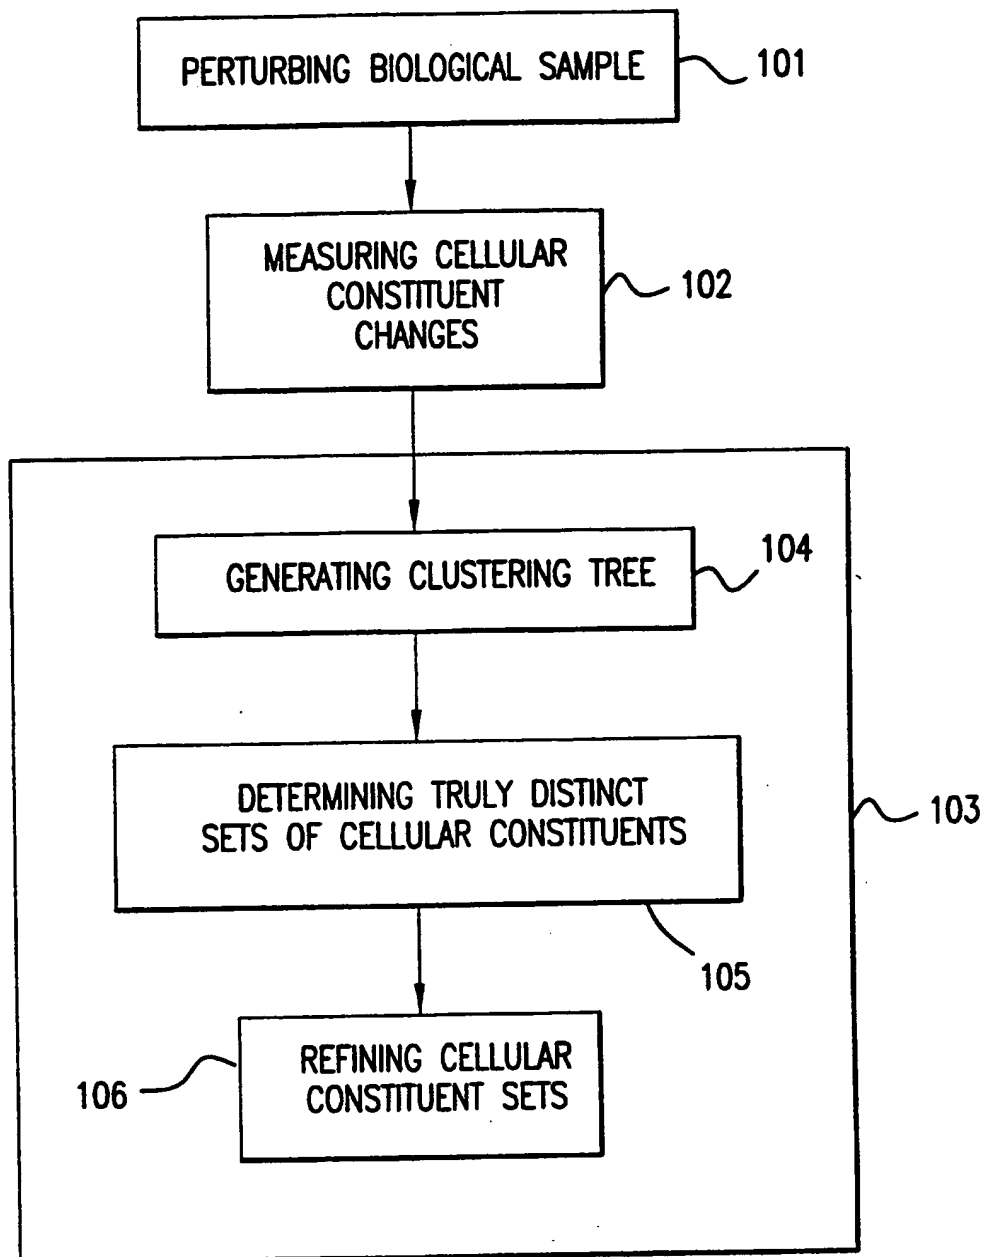 PERTURBING BIOLOGICAL SAMPLE
101
MEASURING CELLULAR
CONSTITUENT
CHANGES
102
GENERATING CLUSTERING TREE
104
DETERMINING TRULY DISTINCT
SETS OF CELLULAR CONSTITUENTS
103
105
REFINING CELLULAR
CONSTITUENT SETS
106